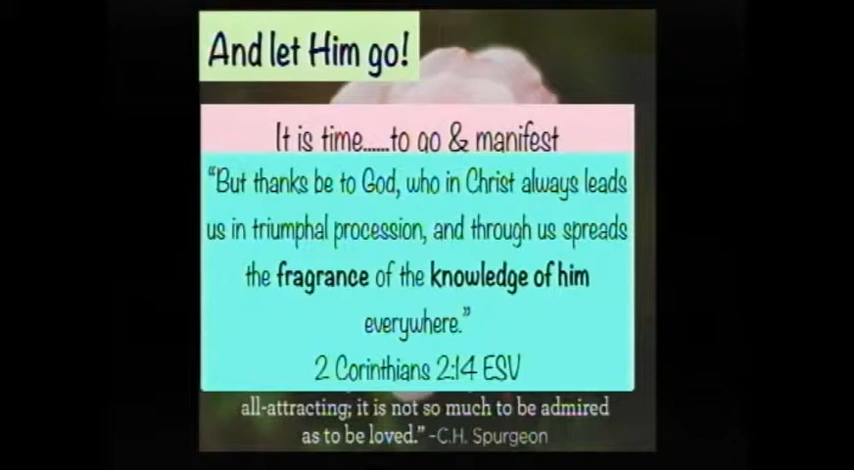 And let Him go!
It is time......to go & manifest
“But thanks be to God, who in Christ always leads
us in triumphal procession, and through us spreads
the fragrance of the knowledge of him
everywhere.”
2 Corinthians 2:14 ESV
all-attracting; it is not so much to be admired
as to be loved.” -C.H. Spurgeon